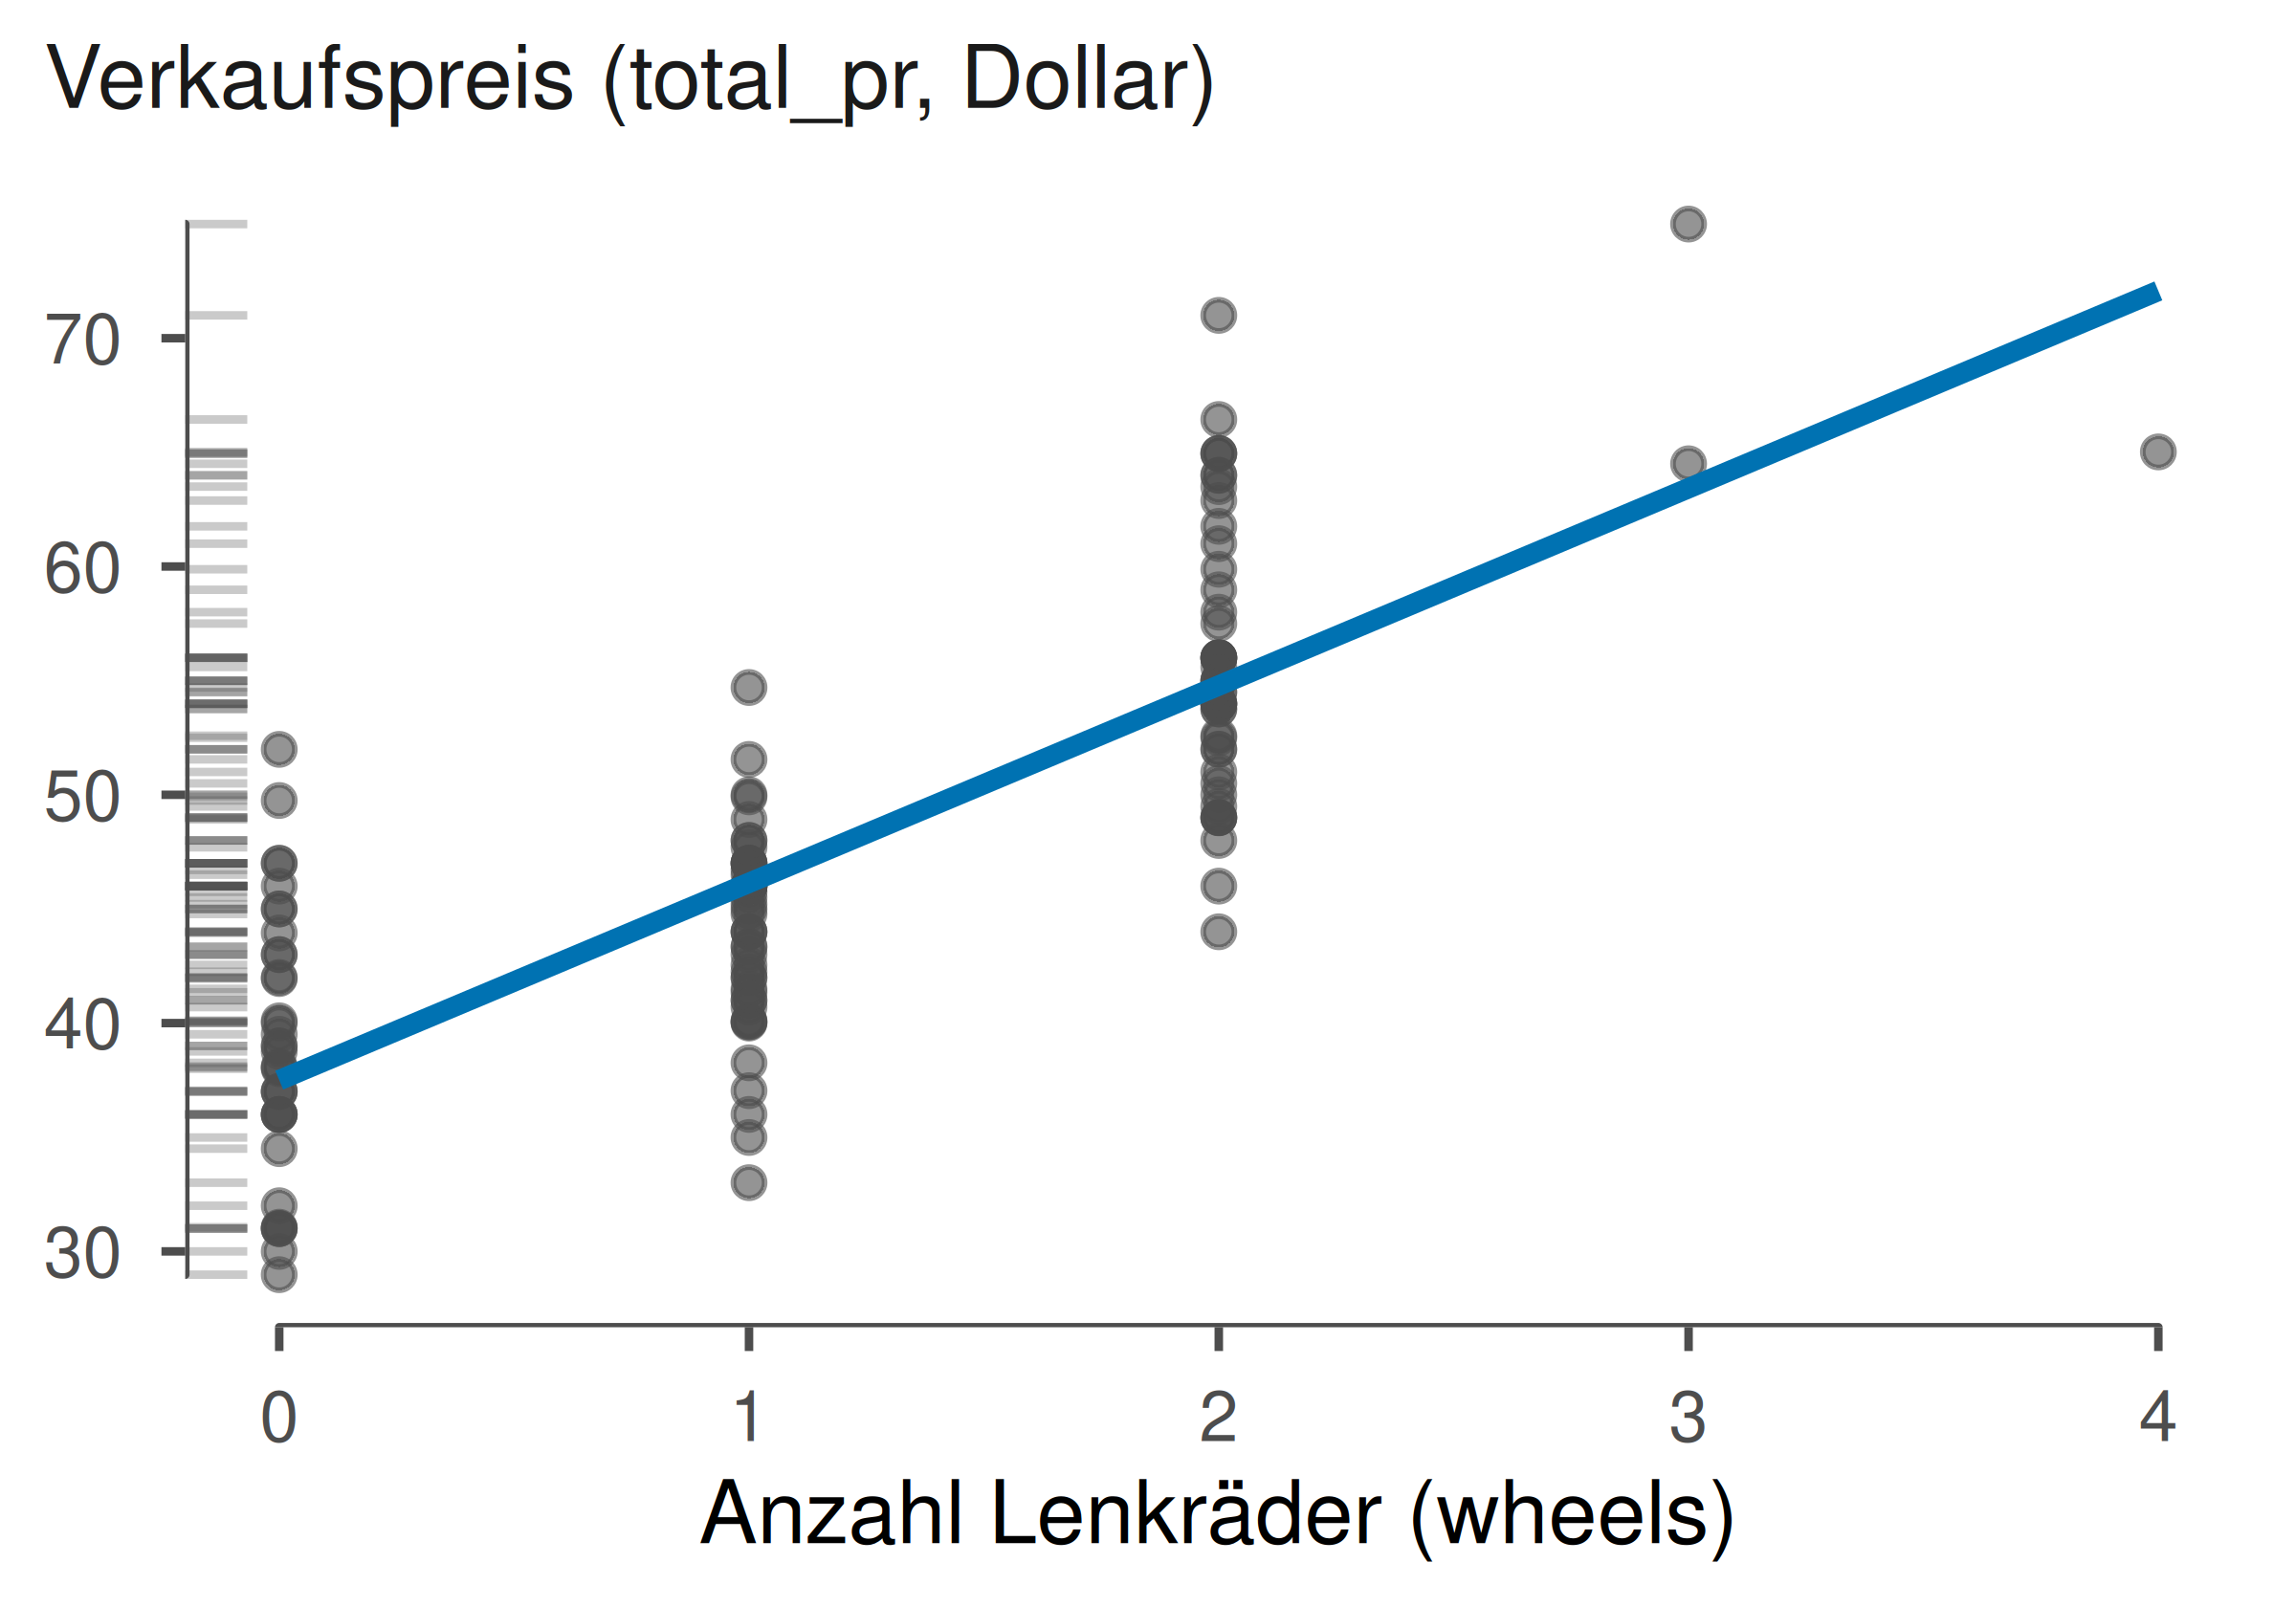 Verkaufspreis (total_pr, Dollar)
70
60
50
40
30
0 1 2 3 4
Anzahl Lenkräder (wheels)